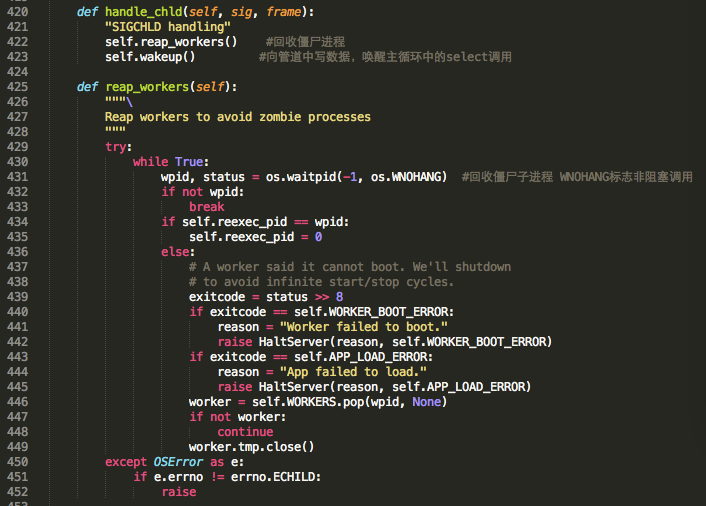 420 def handle_chld(self, sig, frame):
421 "SIGCHLD handling"
422 self.reap_workers() #回收僵尸进程
423 self.wakeup() #向管道中写数据，唤醒主循环中的select调用
424
425 def reap_workers(self):
426 """\
427 Reap workers to avoid zombie processes
428 """
429 try:
430 while True:
431 wpid, status = os.waitpid(-1, os.WNOHANG) #回收僵尸子进程 WNOHANG标志非阻塞调用
432 if not wpid:
433 break
434 if self.reexec_pid == wpid:
435 self.reexec_pid = 0
436 else:
437 # A worker said it cannot boot. We'll shutdown
438 # to avoid infinite start/stop cycles.
439 exitcode = status >> 8
440 if exitcode == self.WORKER_BOOT_ERROR:
441 reason = "Worker failed to boot."
442 raise HaltServer(reason, self.WORKER_BOOT_ERROR)
443 if exitcode == self.APP_LOAD_ERROR:
444 reason = "App failed to load."
445 raise HaltServer(reason, self.APP_LOAD_ERROR)
446 worker = self.WORKERS.pop(wpid, None)
447 if not worker:
448 continue
449 worker.tmp.close()
450 except OSError as e:
451 if e.errno != errno.ECHILD:
452 raise